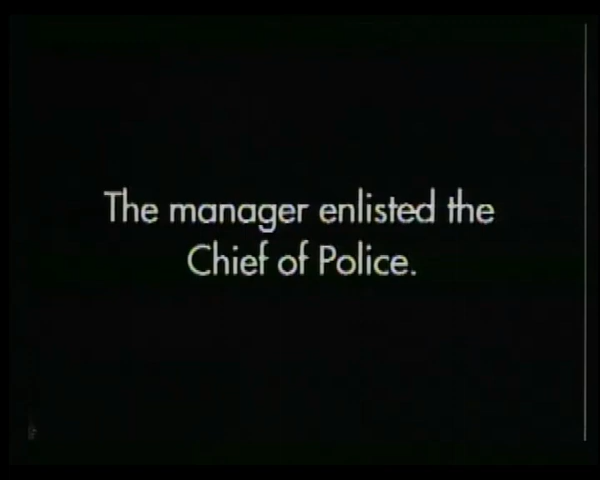 The manager enlisted the
Chief of Police.